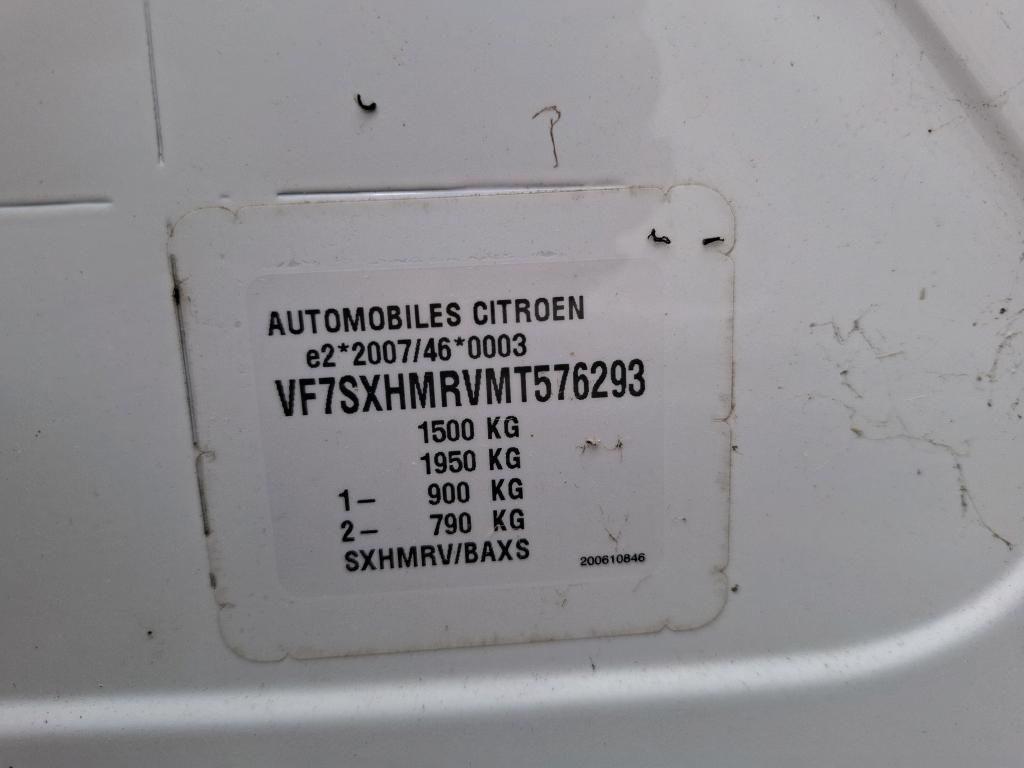 AUTOMOBILES CITROEN
e2*2007/46*0003
VF7SXHMRVMT576293
1500 KG
1950 KG
1- 900 KG
2- 790 KG
SXHMRV/BAXS
200610846